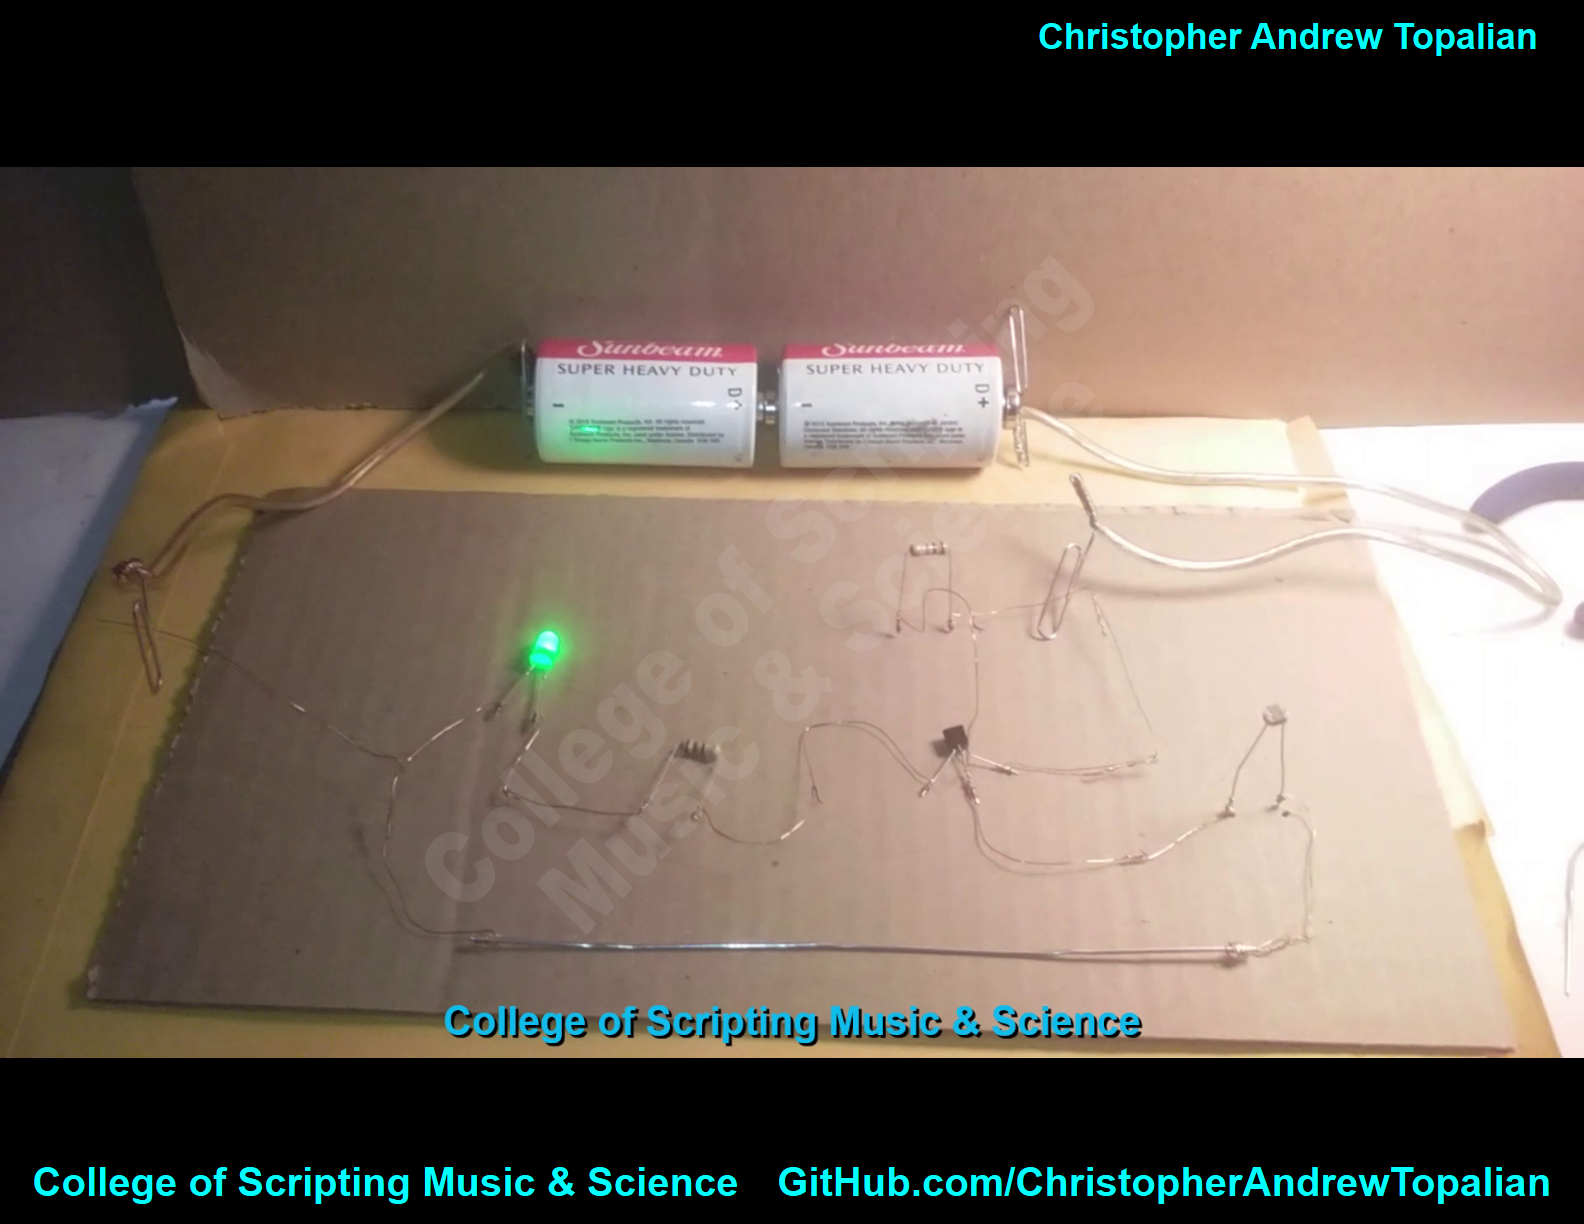 Christopher Andrew Topalian
Sunbeam
SUPER HEAVY DUTY
D+
Sunbeam
SUPER HEAVY DUTY
D+
College of Scripting
Music & Science
College of Scripting Music & Science
College of Scripting Music & Science
GitHub.com/ChristopherAndrewTopalian